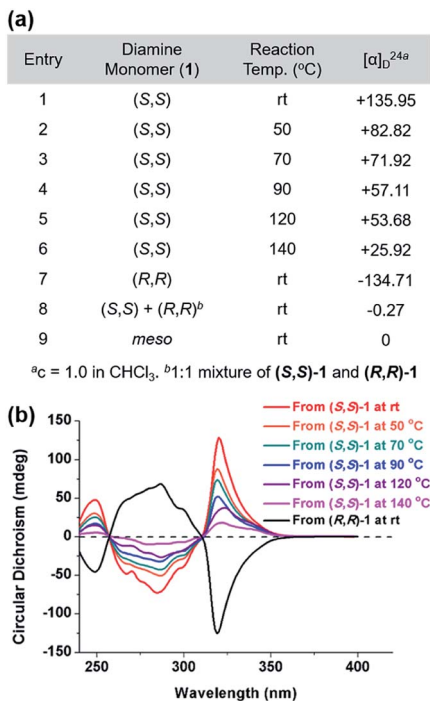 (a)
Entry Diamine Monomer (1) Reaction Temp. (°C) [α]D24a
1 (S,S) rt +135.95
2 (S,S) 50 +82.82
3 (S,S) 70 +71.92
4 (S,S) 90 +57.11
5 (S,S) 120 +53.68
6 (S,S) 140 +25.92
7 (R,R) rt -134.71
8 (S,S) + (R,R)b rt -0.27
9 meso rt 0
ac = 1.0 in CHCl3. b1:1 mixture of (S,S)-1 and (R,R)-1
(b)
Circular Dichroism (mdeg)
150
100
50
0
-50
-100
-150
From (S,S)-1 at rt
From (S,S)-1 at 50 °C
From (S,S)-1 at 70 °C
From (S,S)-1 at 90 °C
From (S,S)-1 at 120 °C
From (S,S)-1 at 140 °C
From (R,R)-1 at rt
250 300 350 400
Wavelength (nm)